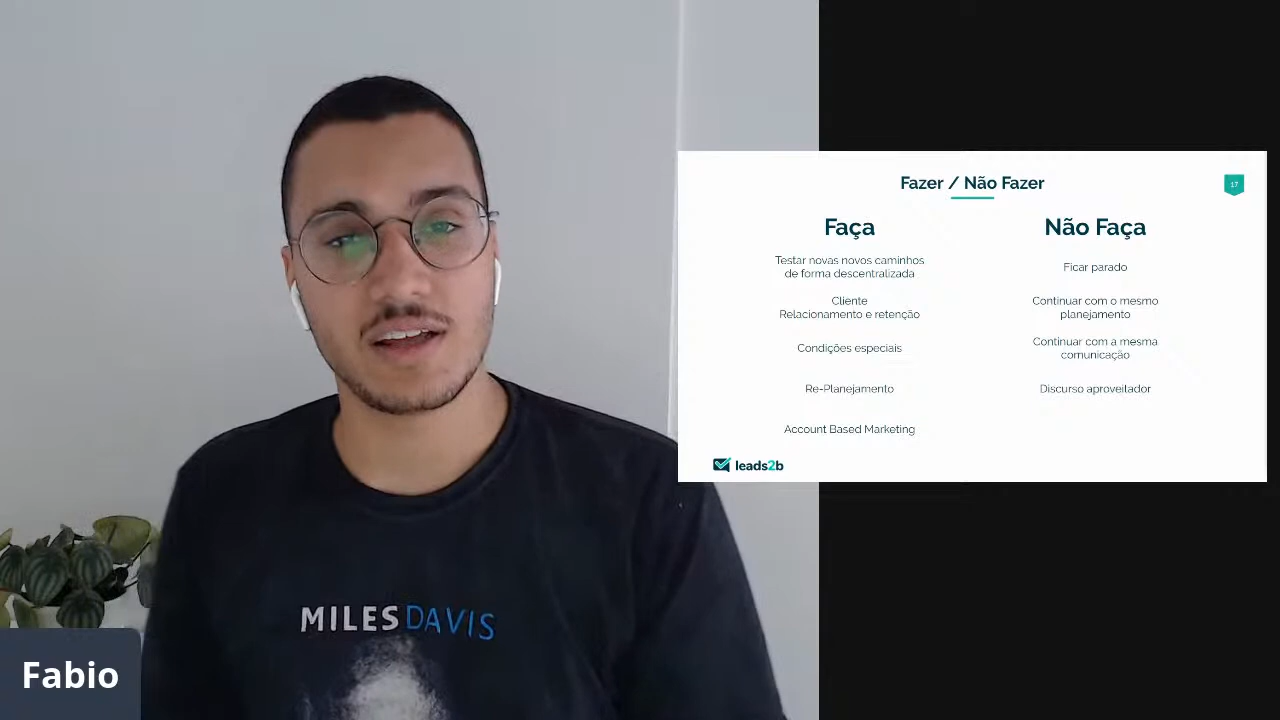 Fazer / Não Fazer
17
Faça
Testar novas novos caminhos
de forma descentralizada
Cliente
Relacionamento e retenção
Condições especiais
Re-Planejamento
Account Based Marketing
Não Faça
Ficar parado
Continuar com o mesmo
planejamento
Continuar com a mesma
comunicação
Discurso aproveitador
leads2b
MILES DAVIS
Fabio